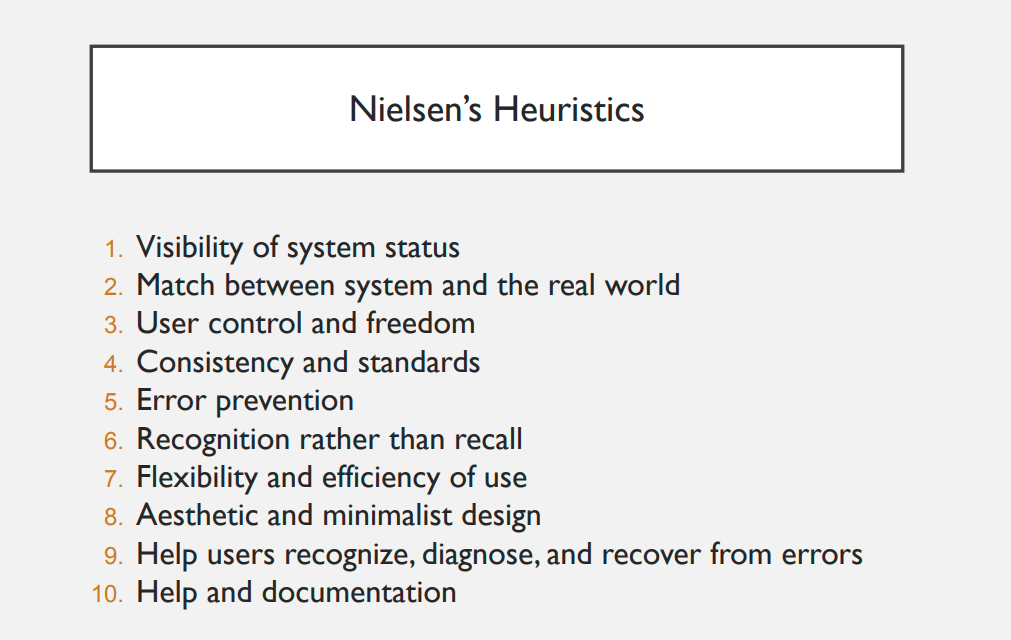 Nielsen’s Heuristics
1. Visibility of system status
2. Match between system and the real world
3. User control and freedom
4. Consistency and standards
5. Error prevention
6. Recognition rather than recall
7. Flexibility and efficiency of use
8. Aesthetic and minimalist design
9. Help users recognize, diagnose, and recover from errors
10. Help and documentation